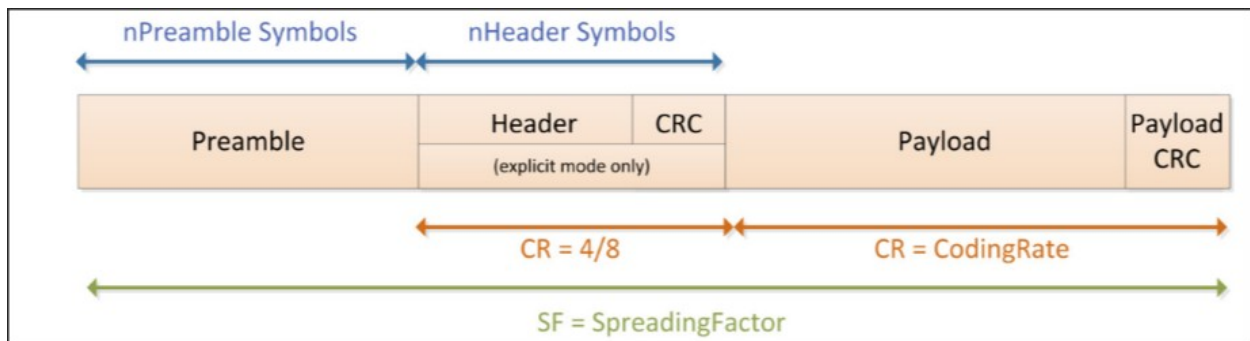 nPreamble Symbols
nHeader Symbols
Preamble
Header
CRC
(explicit mode only)
Payload
Payload
CRC
CR = 4/8
CR = CodingRate
SF = SpreadingFactor